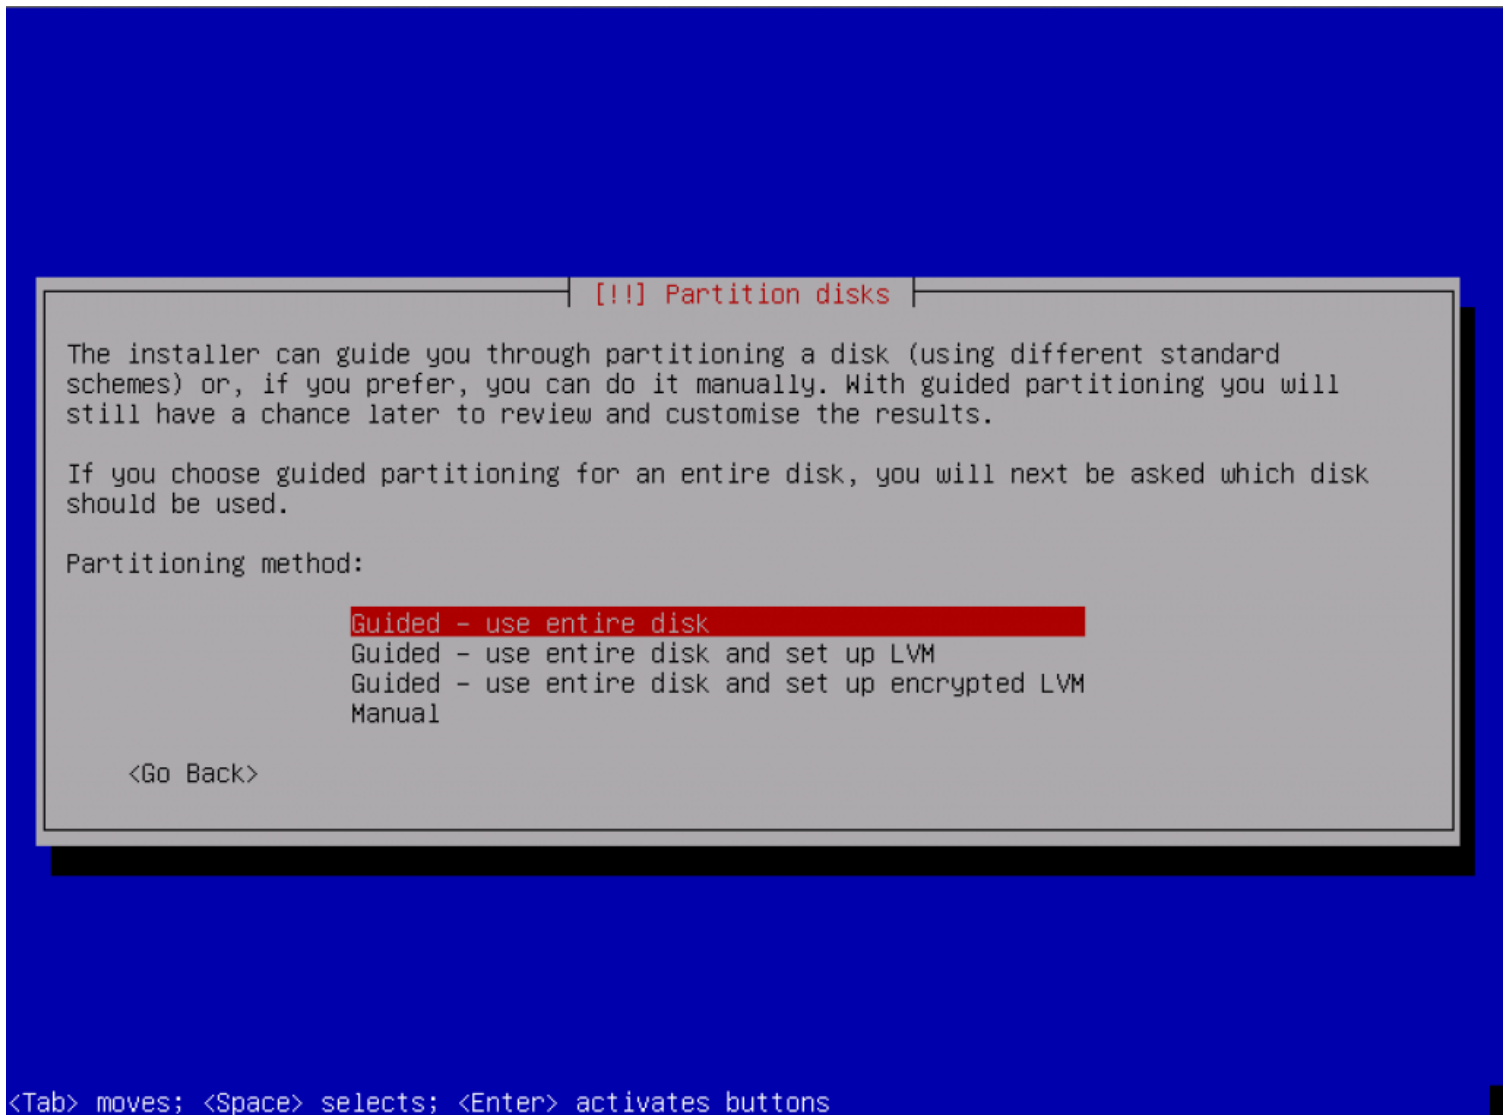 [!!] Partition disks
The installer can guide you through partitioning a disk (using different standard
schemes) or, if you prefer, you can do it manually. With guided partitioning you will
still have a chance later to review and customise the results.
If you choose guided partitioning for an entire disk, you will next be asked which disk
should be used.
Partitioning method:
Guided - use entire disk
Guided - use entire disk and set up LVM
Guided - use entire disk and set up encrypted LVM
Manual
<Go Back>
<Tab> moves; <Space> selects; <Enter> activates buttons